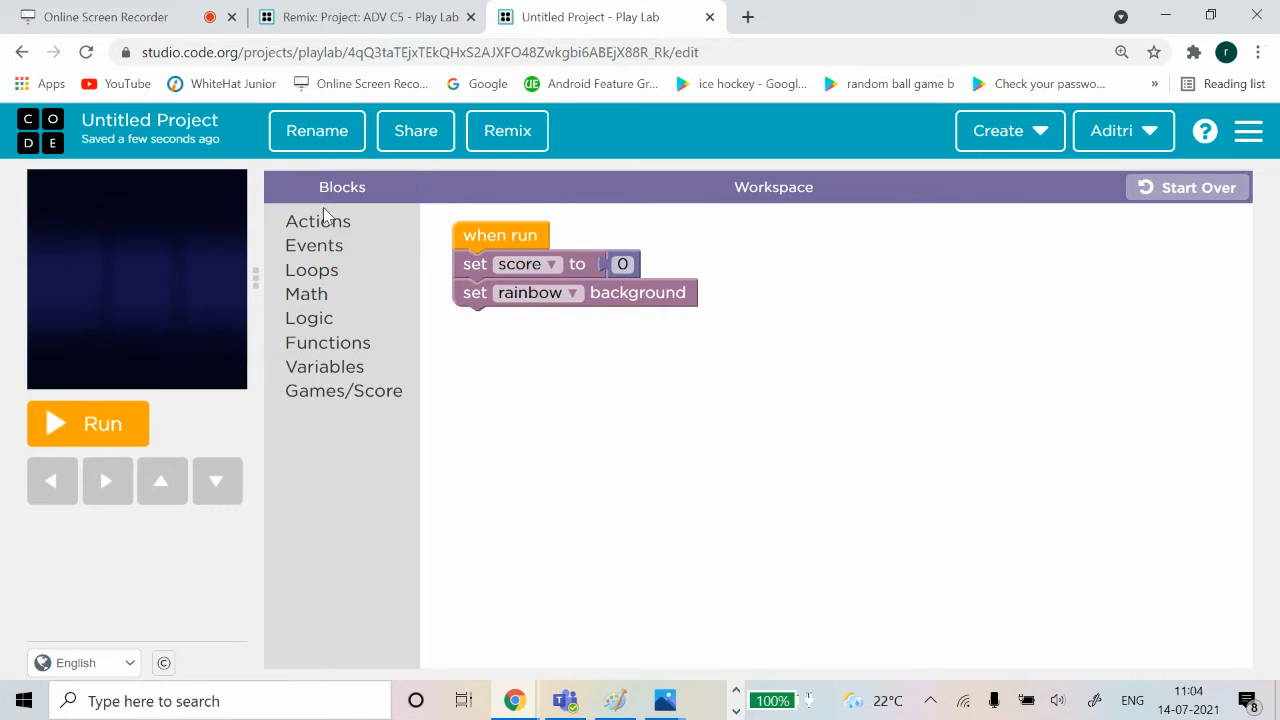 Online Screen Recorder
Remix: Project: ADV C5 - Play Lab
Untitled Project - Play Lab
studio.code.org/projects/playlab/4qQ3taTEjxTEkQHxS2AJXFO48Zwkgbi6ABEjX88R_Rk/edit
r
Apps
YouTube
WhiteHat Junior
Online Screen Reco...
Google
Android Feature Gr...
ice hockey - Googl...
random ball game b
Check your passwo...
»
Reading list
C O
D E
Untitled Project
Saved a few seconds ago
Rename
Share
Remix
Create
Aditri
?
Blocks
Workspace
Start Over
Actions
Events
Loops
Math
Logic
Functions
Variables
Games/Score
when run
set score to 0
set rainbow background
Run
English
©
Type here to search
100%
22°C
ENG
11:04
14-07-2021
8